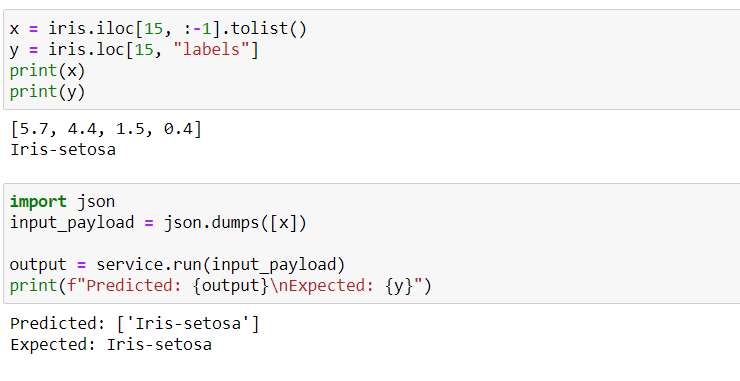 x = iris.iloc[15, :-1].tolist()
y = iris.loc[15, "labels"]
print(x)
print(y)
[5.7, 4.4, 1.5, 0.4]
Iris-setosa
import json
input_payload = json.dumps([x])
output = service.run(input_payload)
print(f"Predicted: {output}\nExpected: {y}")
Predicted: ['Iris-setosa']
Expected: Iris-setosa